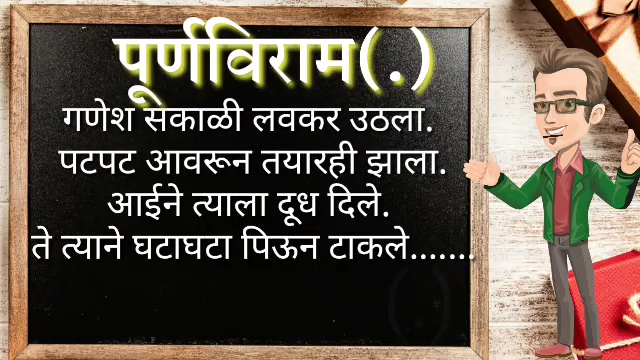 पूर्णविराम(.)
गणेश सकाळी लवकर उठला.
पटपट आवरून तयारही झाला.
आईने त्याला दूध दिले.
ते त्याने घटाघटा पिऊन टाकले.......